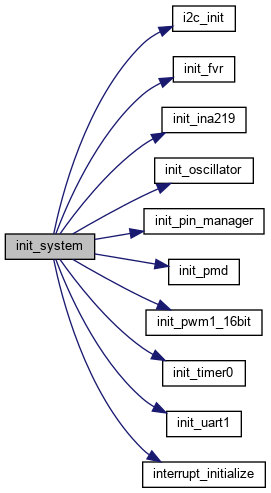 i2c_init
init_fvr
init_ina219
init_oscillator
init_pin_manager
init_system
init_pmd
init_pwm1_16bit
init_timer0
init_uart1
interrupt_initialize